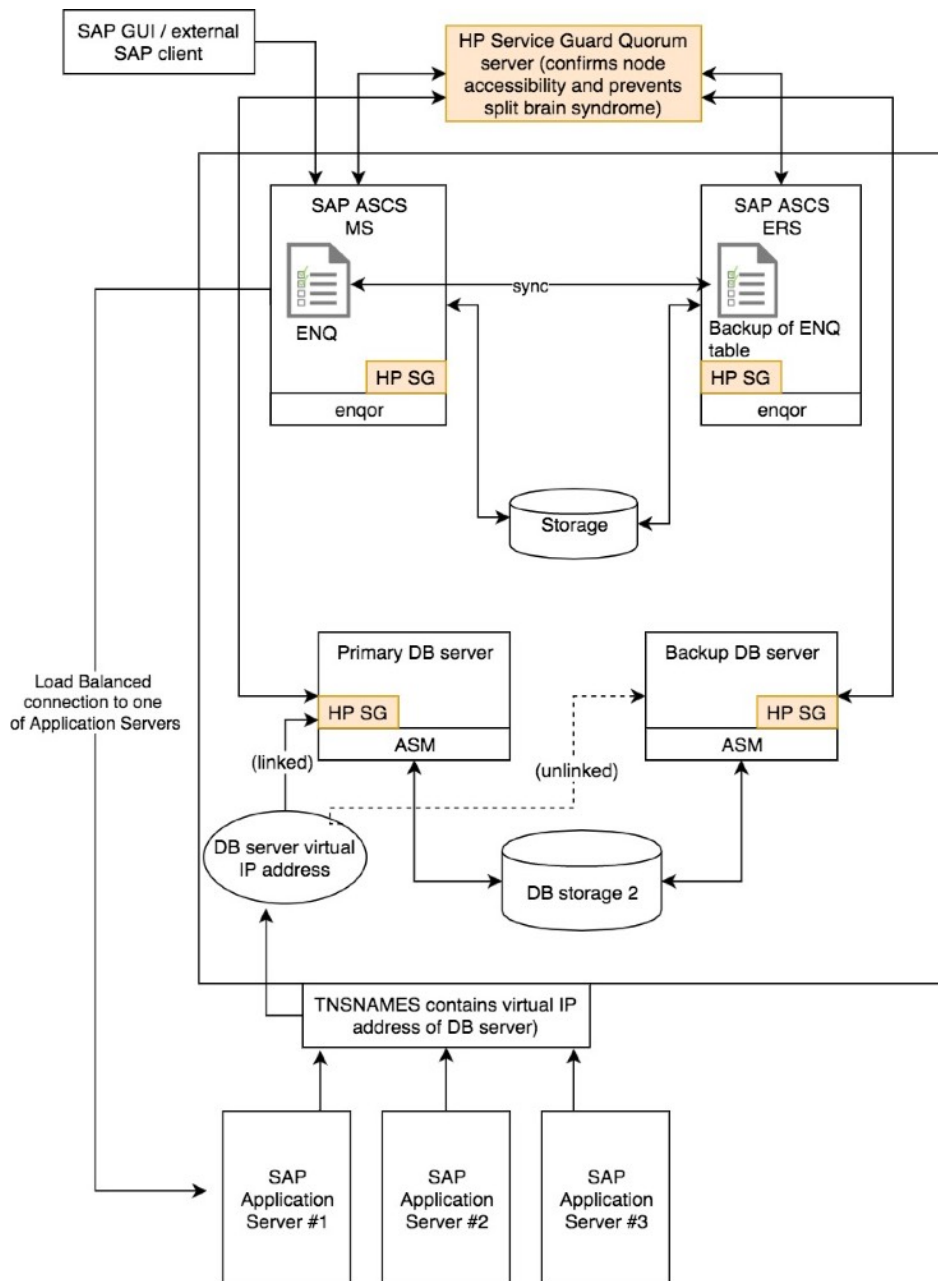 SAP GUI / external
SAP client
HP Service Guard Quorum
server (confirms node
accessibility and prevents
split brain syndrome)
SAP ASCS
MS
ENQ
HP SG
enqor
sync
SAP ASCS
ERS
Backup of ENQ
table
HP SG
enqor
Storage
Load Balanced
connection to one
of Application Servers
Primary DB server
HP SG
ASM
Backup DB server
HP SG
ASM
(linked)
(unlinked)
DB server virtual
IP address
DB storage 2
TNSNAMES contains virtual IP
address of DB server)
SAP
Application
Server #1
SAP
Application
Server #2
SAP
Application
Server #3